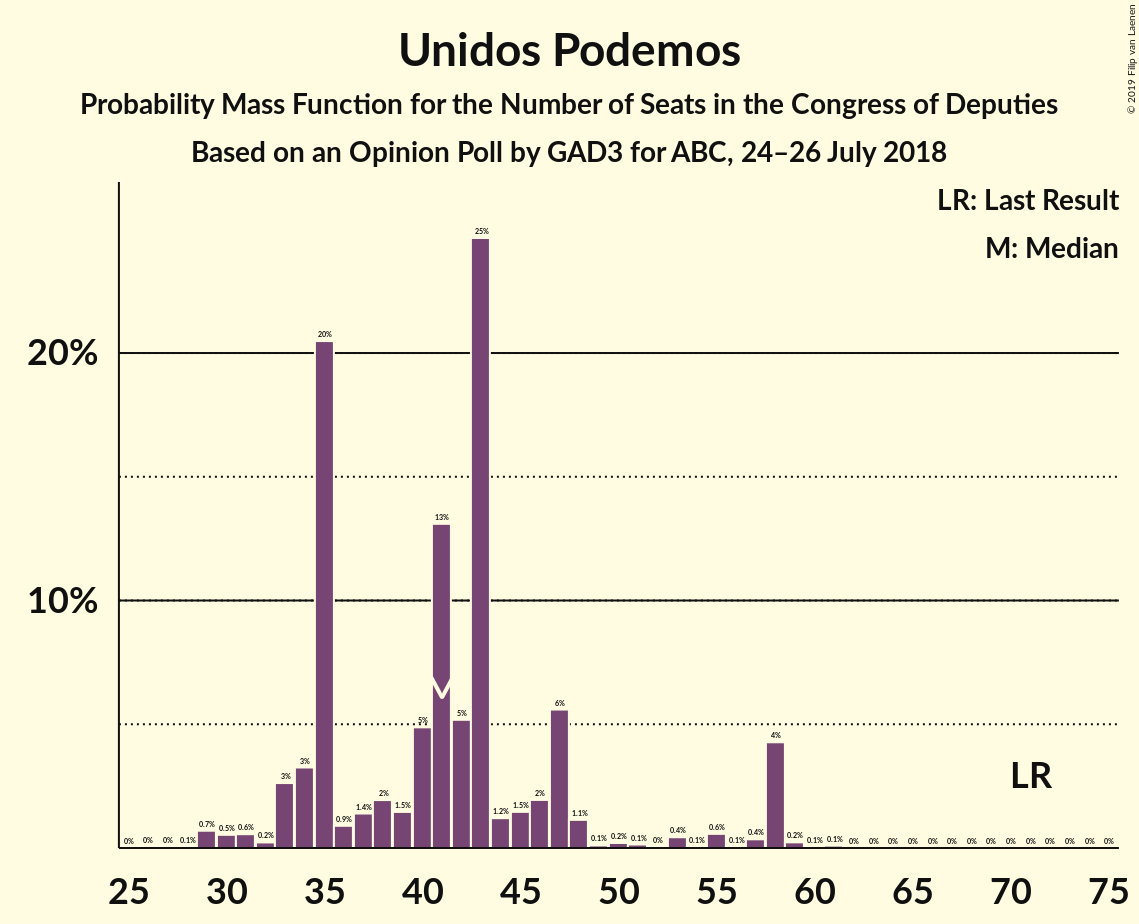 Unidos Podemos
Probability Mass Function for the Number of Seats in the Congress of Deputies
Based on an Opinion Poll by GAD3 for ABC, 24–26 July 2018
© 2019 Filip van Laenen
LR: Last Result
M: Median
20%
10%
0% 0% 0% 0.1% 0.7% 0.5% 0.6% 0.2% 3% 3% 20% 0.9% 1.4% 2% 1.5% 5% 13% 5% 25% 1.2% 1.5% 2% 6% 1.1% 0.1% 0.2% 0.1% 0% 0.4% 0.1% 0.6% 0.1% 0.4% 4% 0.2% 0.1% 0.1% 0% 0% 0% 0% 0% 0% 0% 0% 0% 0% 0% 0% 0% 0%
LR
25 30 35 40 45 50 55 60 65 70 75